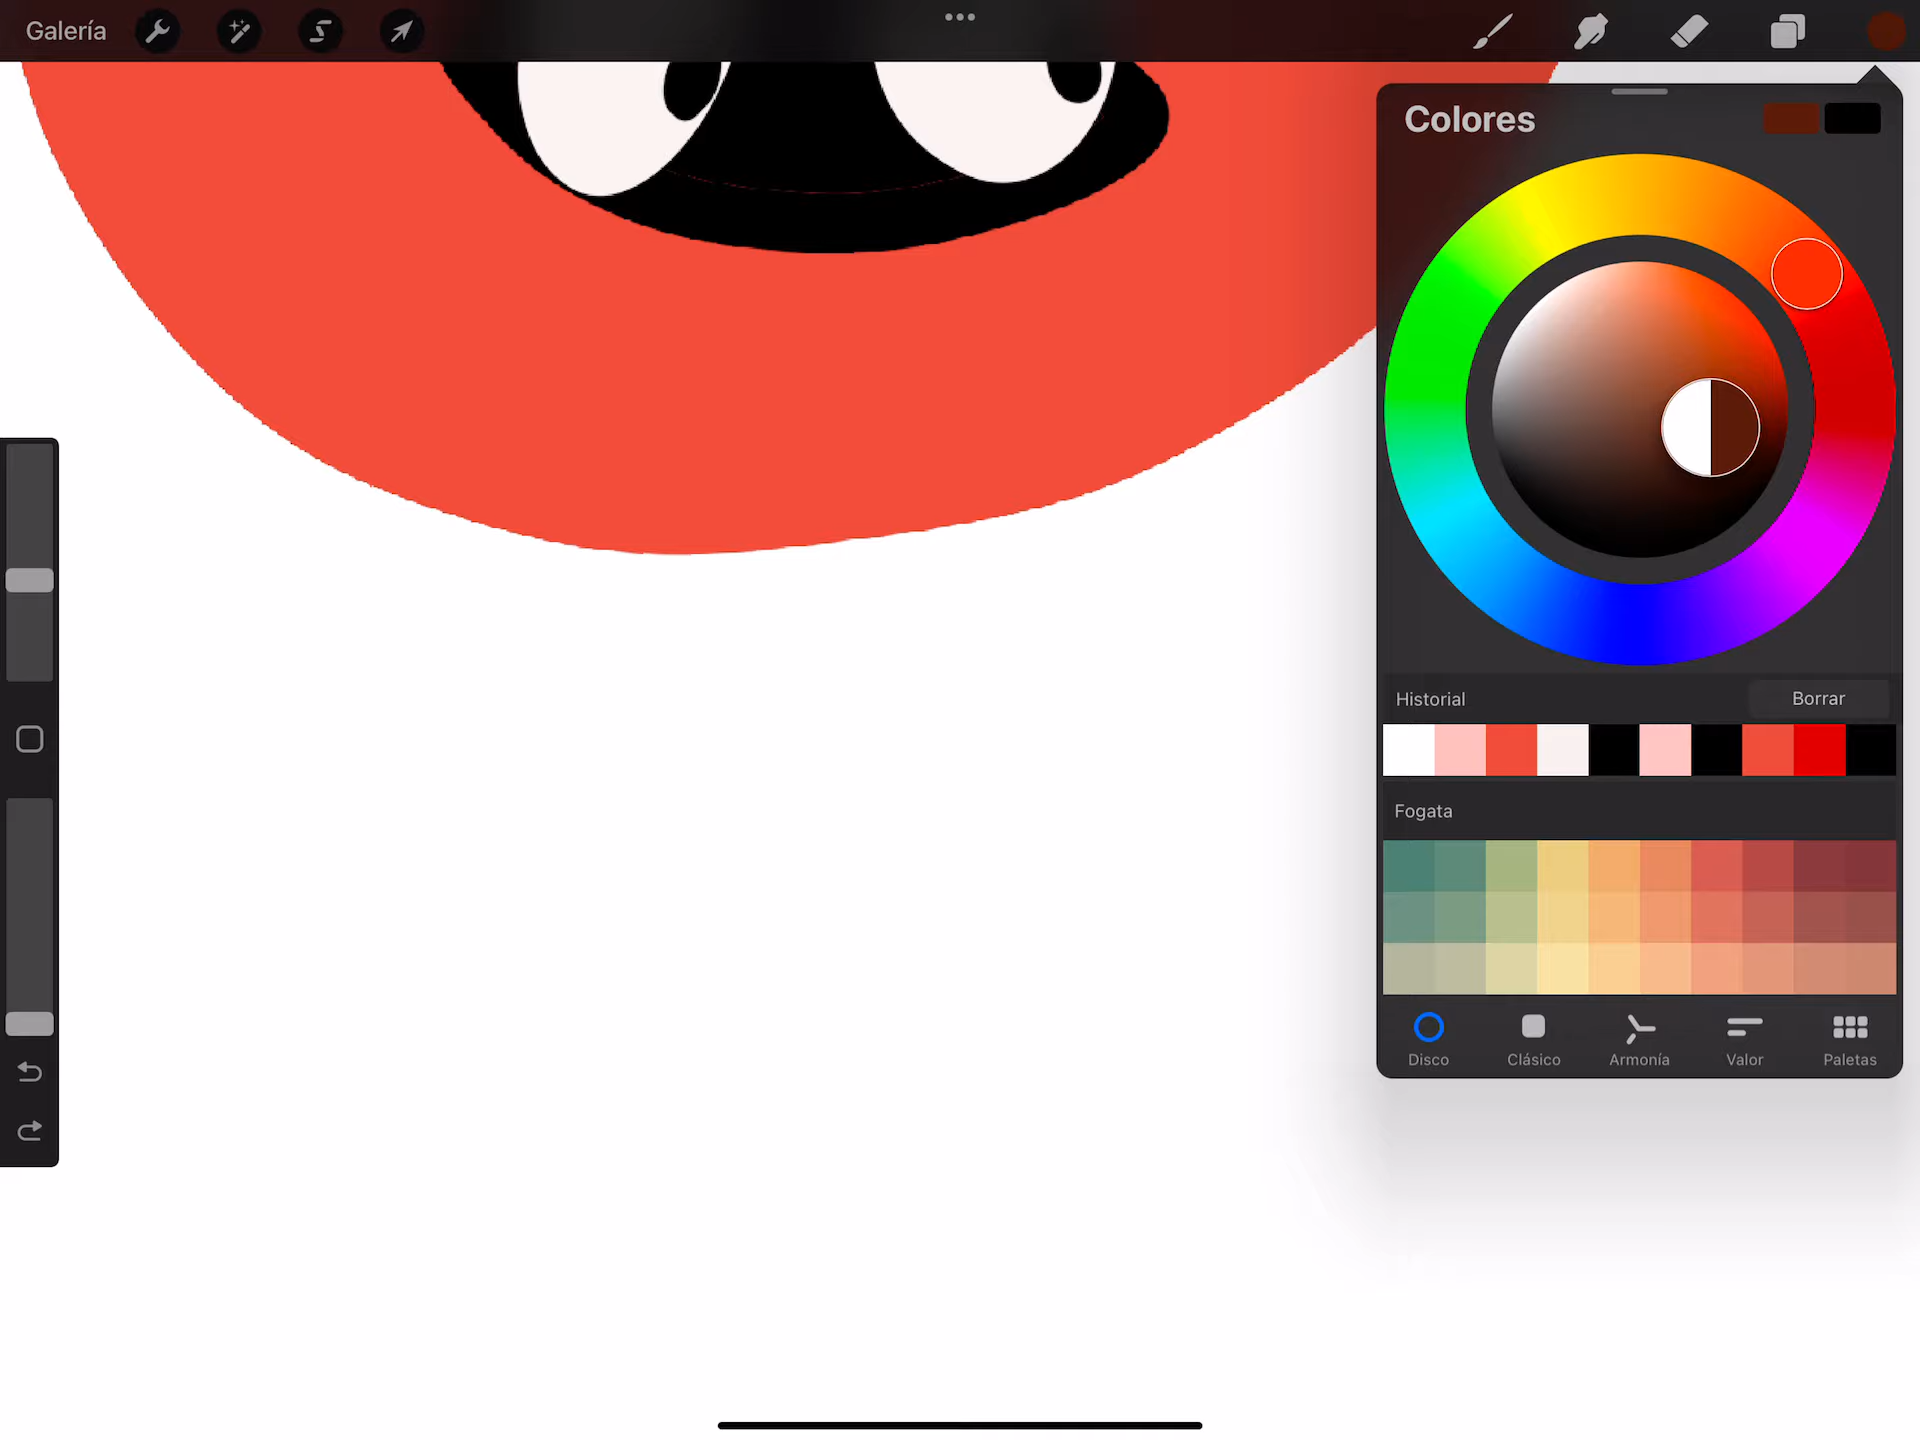 Galería
Colores
Historial
Borrar
Fogata
Disco
Clásico
Armonía
Valor
Paletas